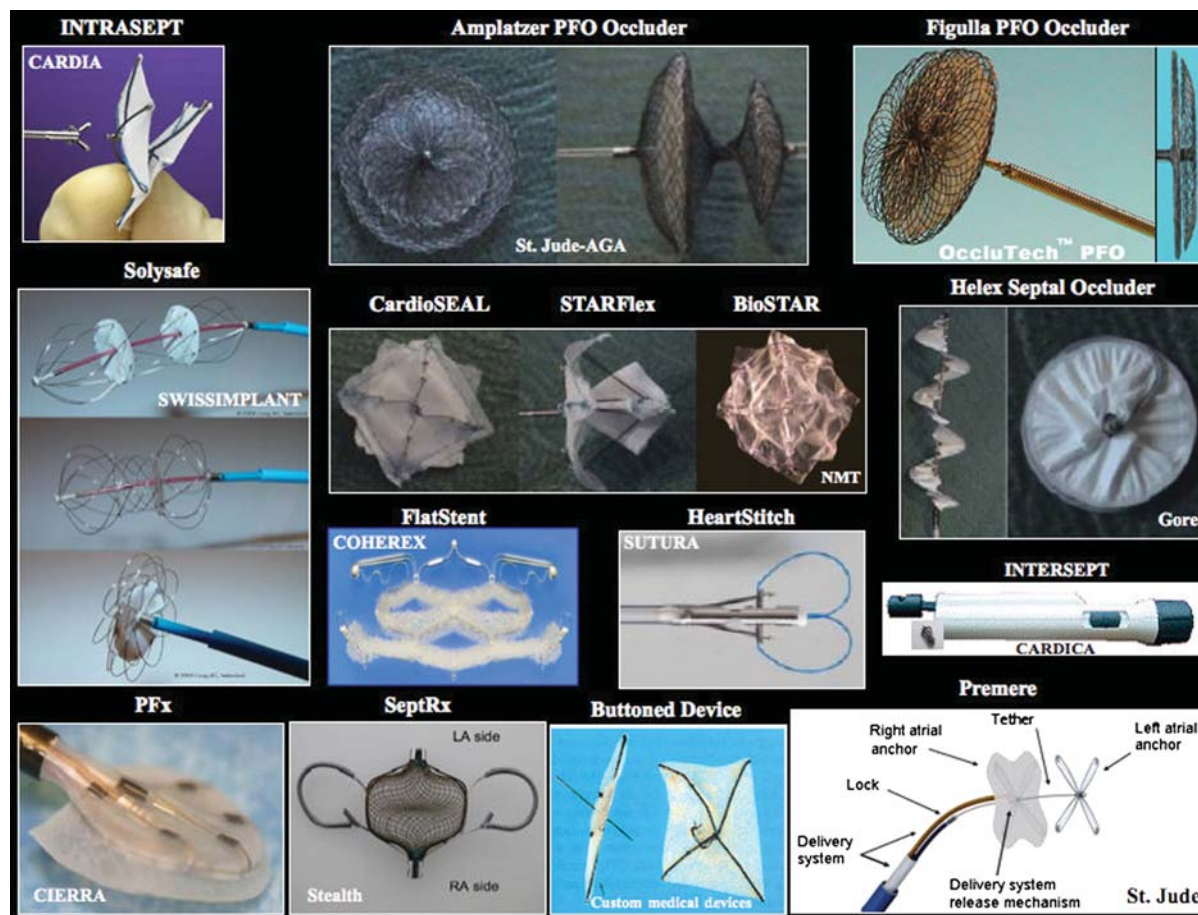 INTRASEPT
CARDIA
Amplatzer PFO Occluder
St. Jude-AGA
Figulla PFO Occluder
OccluTech™ PFO
Solysafe
SWISSIMPLANT
CardioSEAL
STARFlex
BioSTAR
NMT
Helex Septal Occluder
Gore
FlatStent
COHEREX
HeartStitch
SUTURA
INTERSEPT
CARDICA
PFx
CIERRA
SeptRx
LA side
RA side
Stealth
Buttoned Device
Custom medical devices
Premere
Right atrial
anchor
Tether
Left atrial
anchor
Lock
Delivery
system
Delivery system
release mechanism
St. Jude